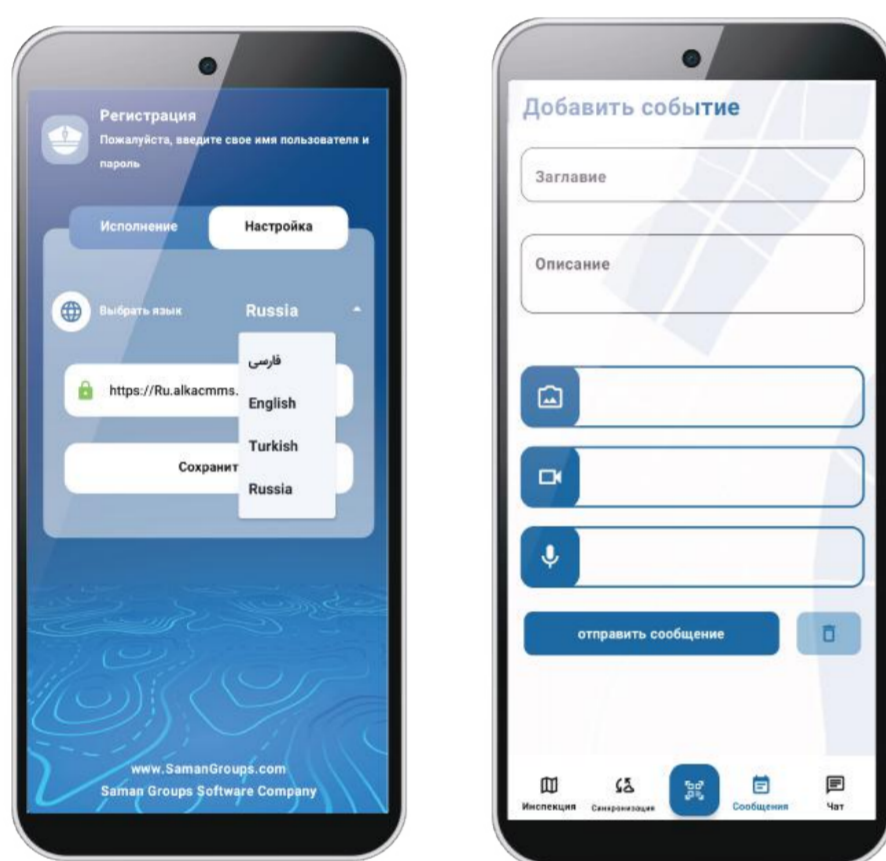 Регистрация
Пожалуйста, введите свое имя пользователя и
пароль
Исполнение
Настройка
Выбрать язык
Russia
فارسی
https://Ru.alkacmms.
English
Turkish
Сохранит
Russia
www.SamanGroups.com
Saman Groups Software Company
Добавить событие
Заглавие
Описание
отправить сообщение
Инспекция
Синхронизация
Сообщения
Чат